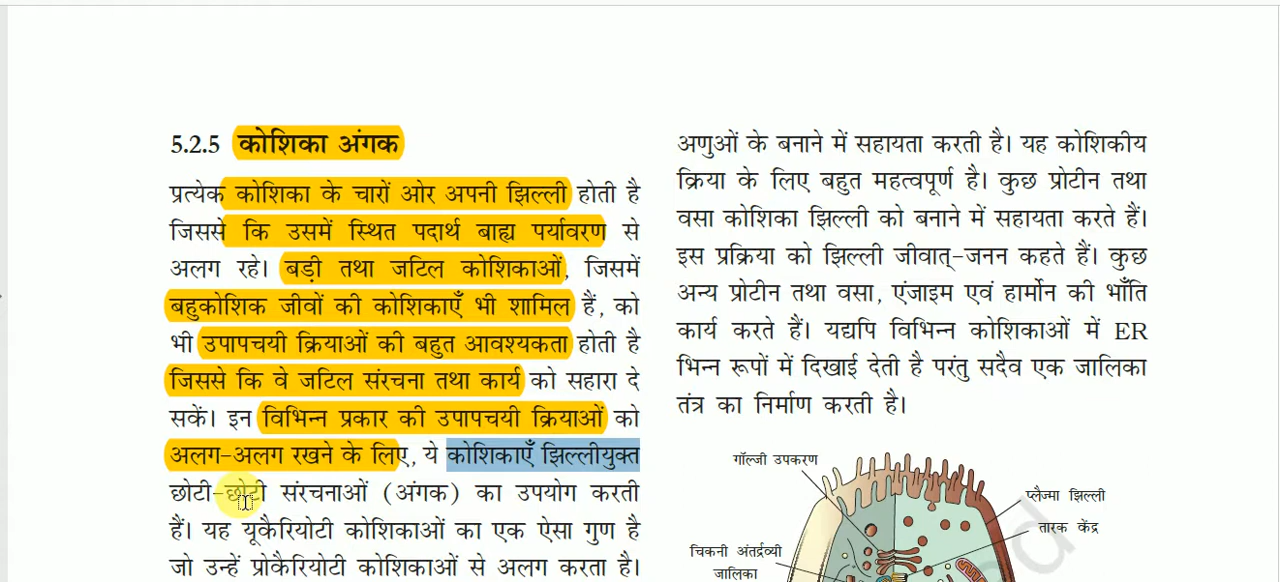 5.2.5 कोशिका अंगक
प्रत्येक कोशिका के चारों ओर अपनी झिल्ली होती है
जिससे कि उसमें स्थित पदार्थ बाह्य पर्यावरण से
अलग रहे। बड़ी तथा जटिल कोशिकाओं, जिसमें
बहुकोशिक जीवों की कोशिकाएँ भी शामिल हैं, को
भी उपापचयी क्रियाओं की बहुत आवश्यकता होती है
जिससे कि वे जटिल संरचना तथा कार्य को सहारा दे
सकें। इन विभिन्न प्रकार की उपापचयी क्रियाओं को
अलग-अलग रखने के लिए, ये कोशिकाएँ झिल्लीयुक्त
छोटी-छोटी संरचनाओं (अंगक) का उपयोग करती
हैं। यह यूकैरियोटी कोशिकाओं का एक ऐसा गुण है
जो उन्हें प्रोकैरियोटी कोशिकाओं से अलग करता है।
अणुओं के बनाने में सहायता करती है। यह कोशिकीय
क्रिया के लिए बहुत महत्वपूर्ण है। कुछ प्रोटीन तथा
वसा कोशिका झिल्ली को बनाने में सहायता करते हैं।
इस प्रक्रिया को झिल्ली जीवात्-जनन कहते हैं। कुछ
अन्य प्रोटीन तथा वसा, एंजाइम एवं हार्मोन की भाँति
कार्य करते हैं। यद्यपि विभिन्न कोशिकाओं में ER
भिन्न रूपों में दिखाई देती है परंतु सदैव एक जालिका
तंत्र का निर्माण करती है।
गॉल्जी उपकरण
प्लैज्मा झिल्ली
तारक केंद्र
चिकनी अंतर्द्रव्यी
जालिका